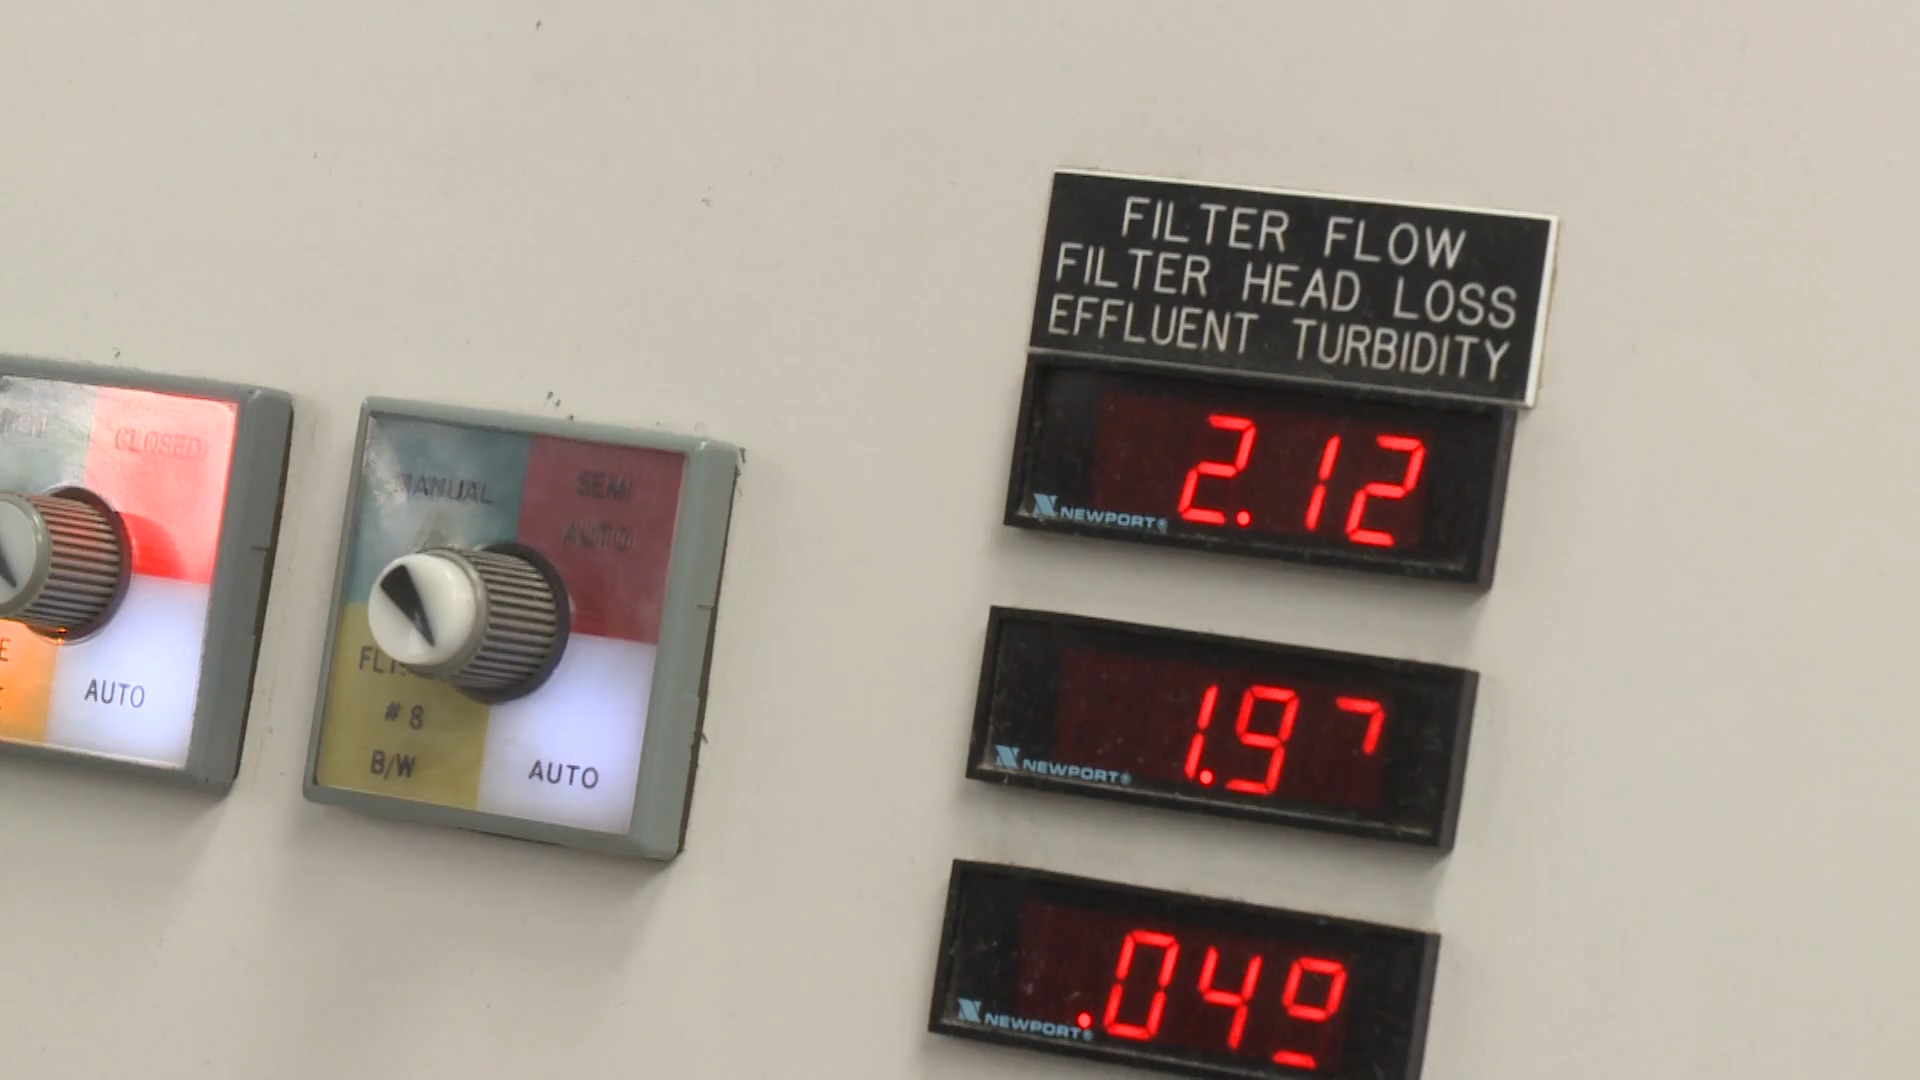 FILTER FLOW
FILTER HEAD LOSS
EFFLUENT TURBIDITY
2.12
NEWPORT®
1.97
NEWPORT®
.049
NEWPORT®
CLOSED
AUTO
MANUAL
SEMI
AUTO
#8
B/W
AUTO